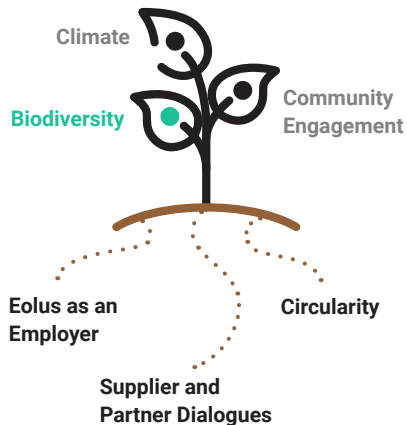 Climate
Biodiversity
Community
Engagement
Eolus as an
Employer
Circularity
Supplier and
Partner Dialogues